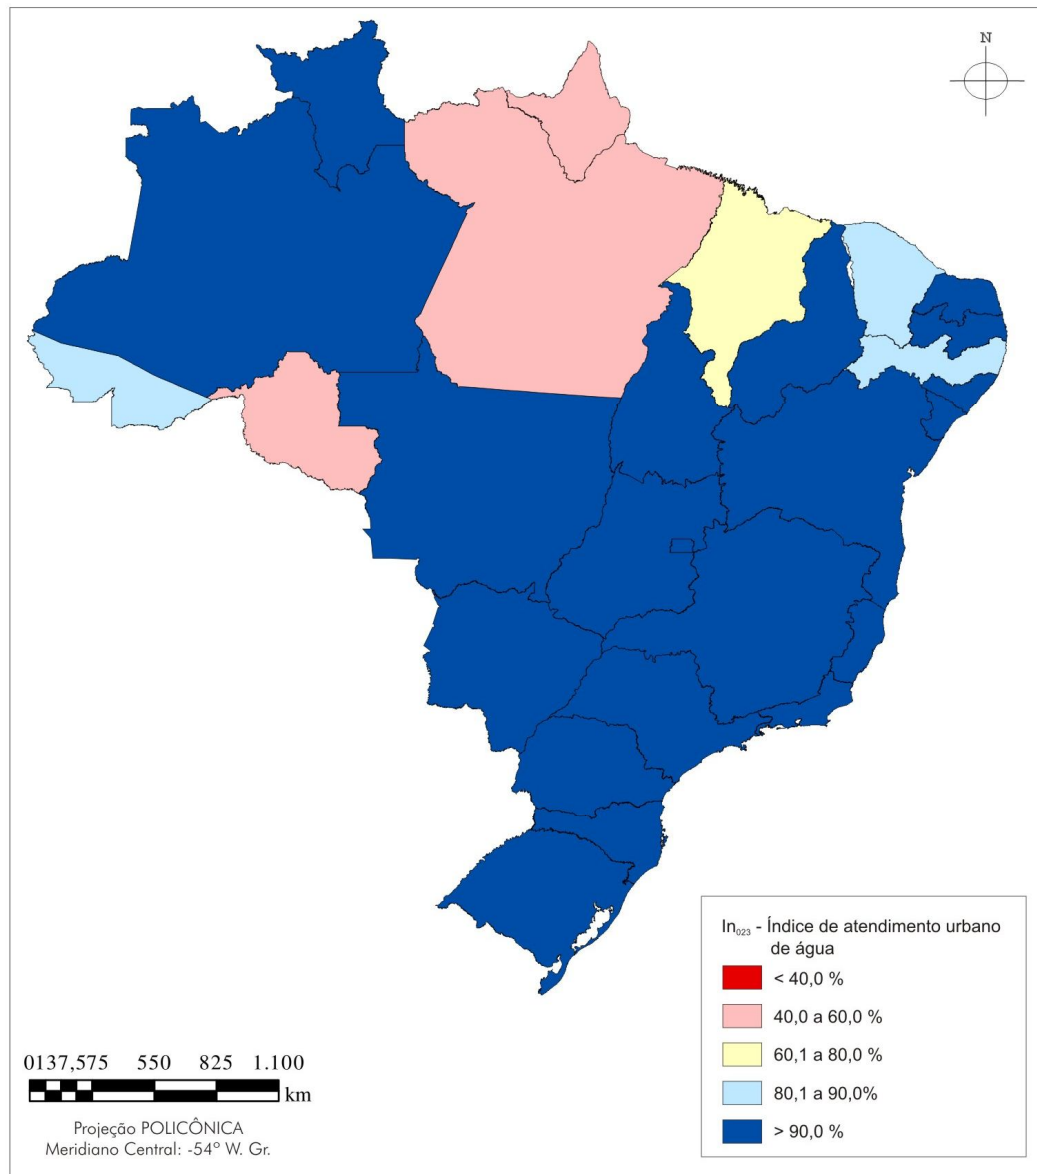 N
In023 - Índice de atendimento urbano
de água
< 40,0 %
40,0 a 60,0 %
60,1 a 80,0 %
80,1 a 90,0%
> 90,0 %
0137,575 550 825 1.100
km
Projeção POLICÔNICA
Meridiano Central: -54º W. Gr.